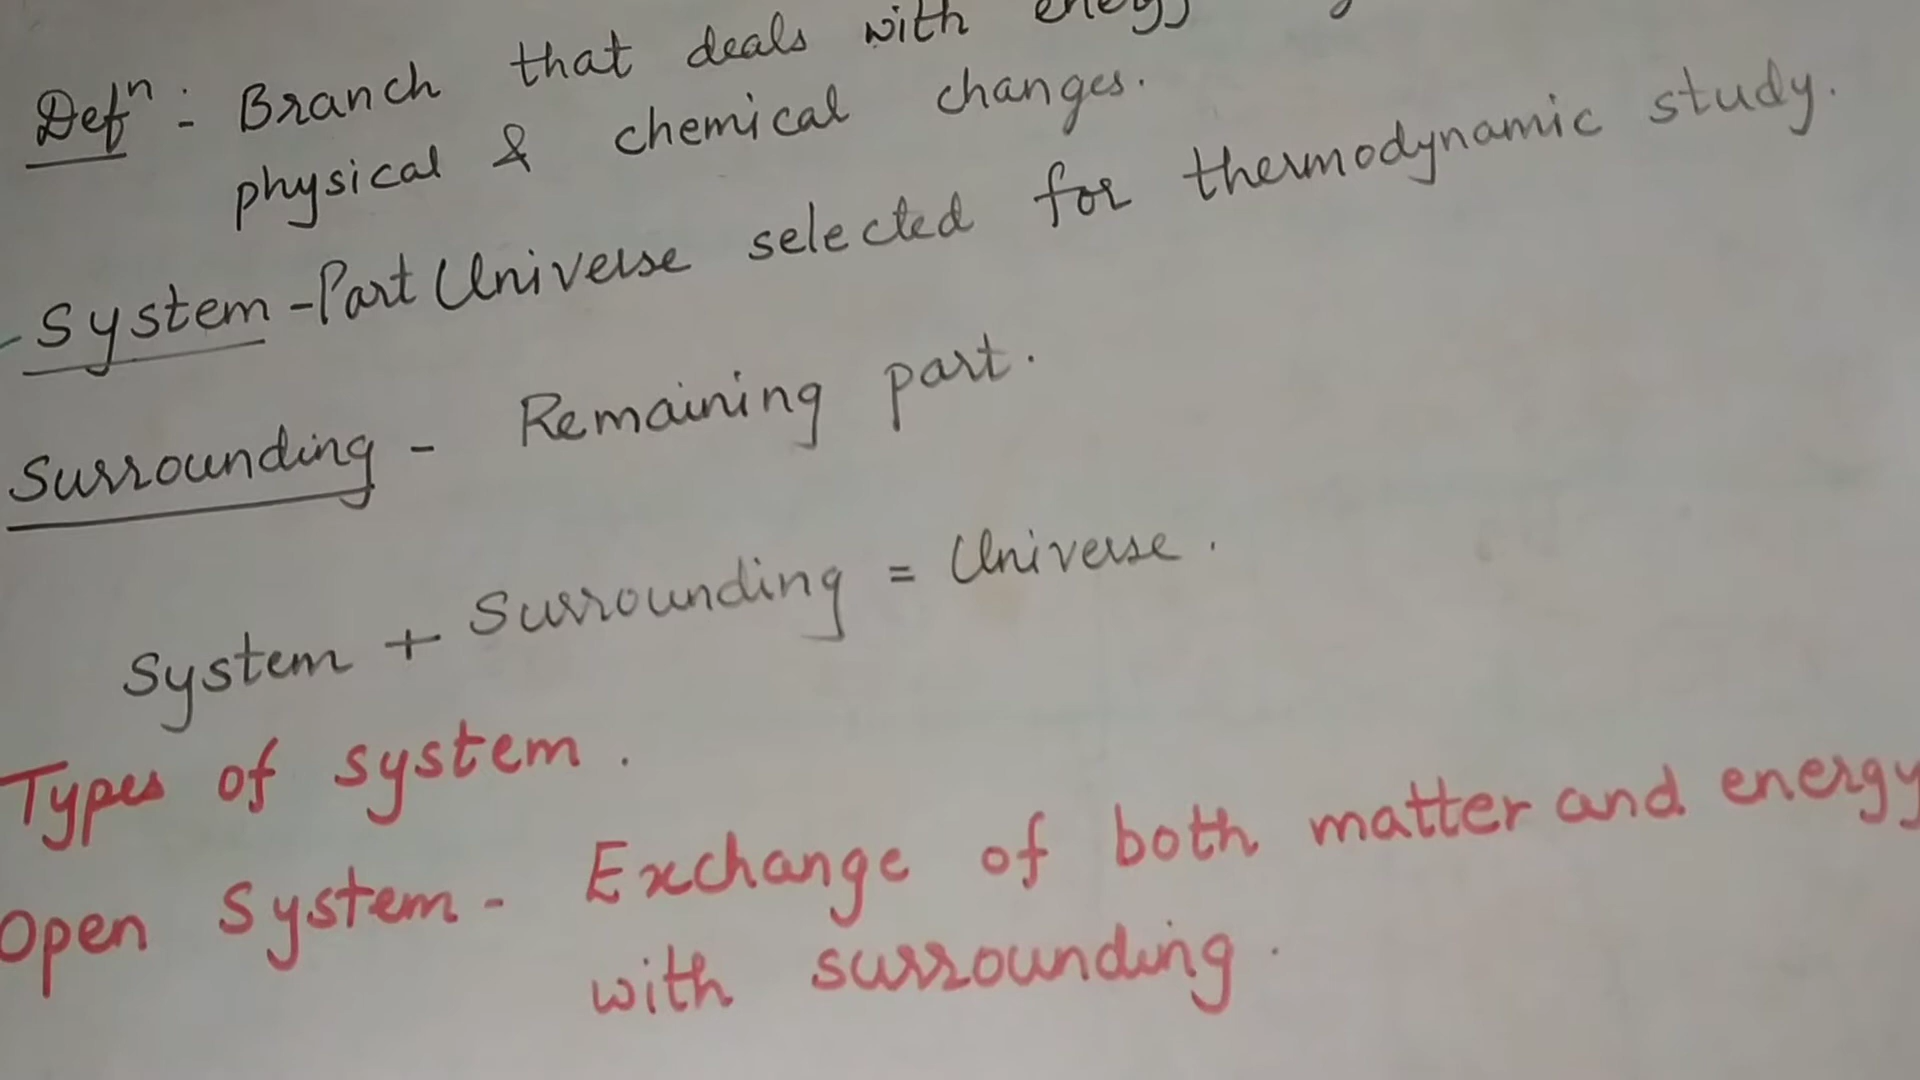 Defⁿ : Branch that deals with energy
physical & chemical changes.
System - Part Universe selected for thermodynamic study.
Surrounding - Remaining part.
System + Surrounding = Universe.
Types of system.
Open System - Exchange of both matter and energy
with surrounding.